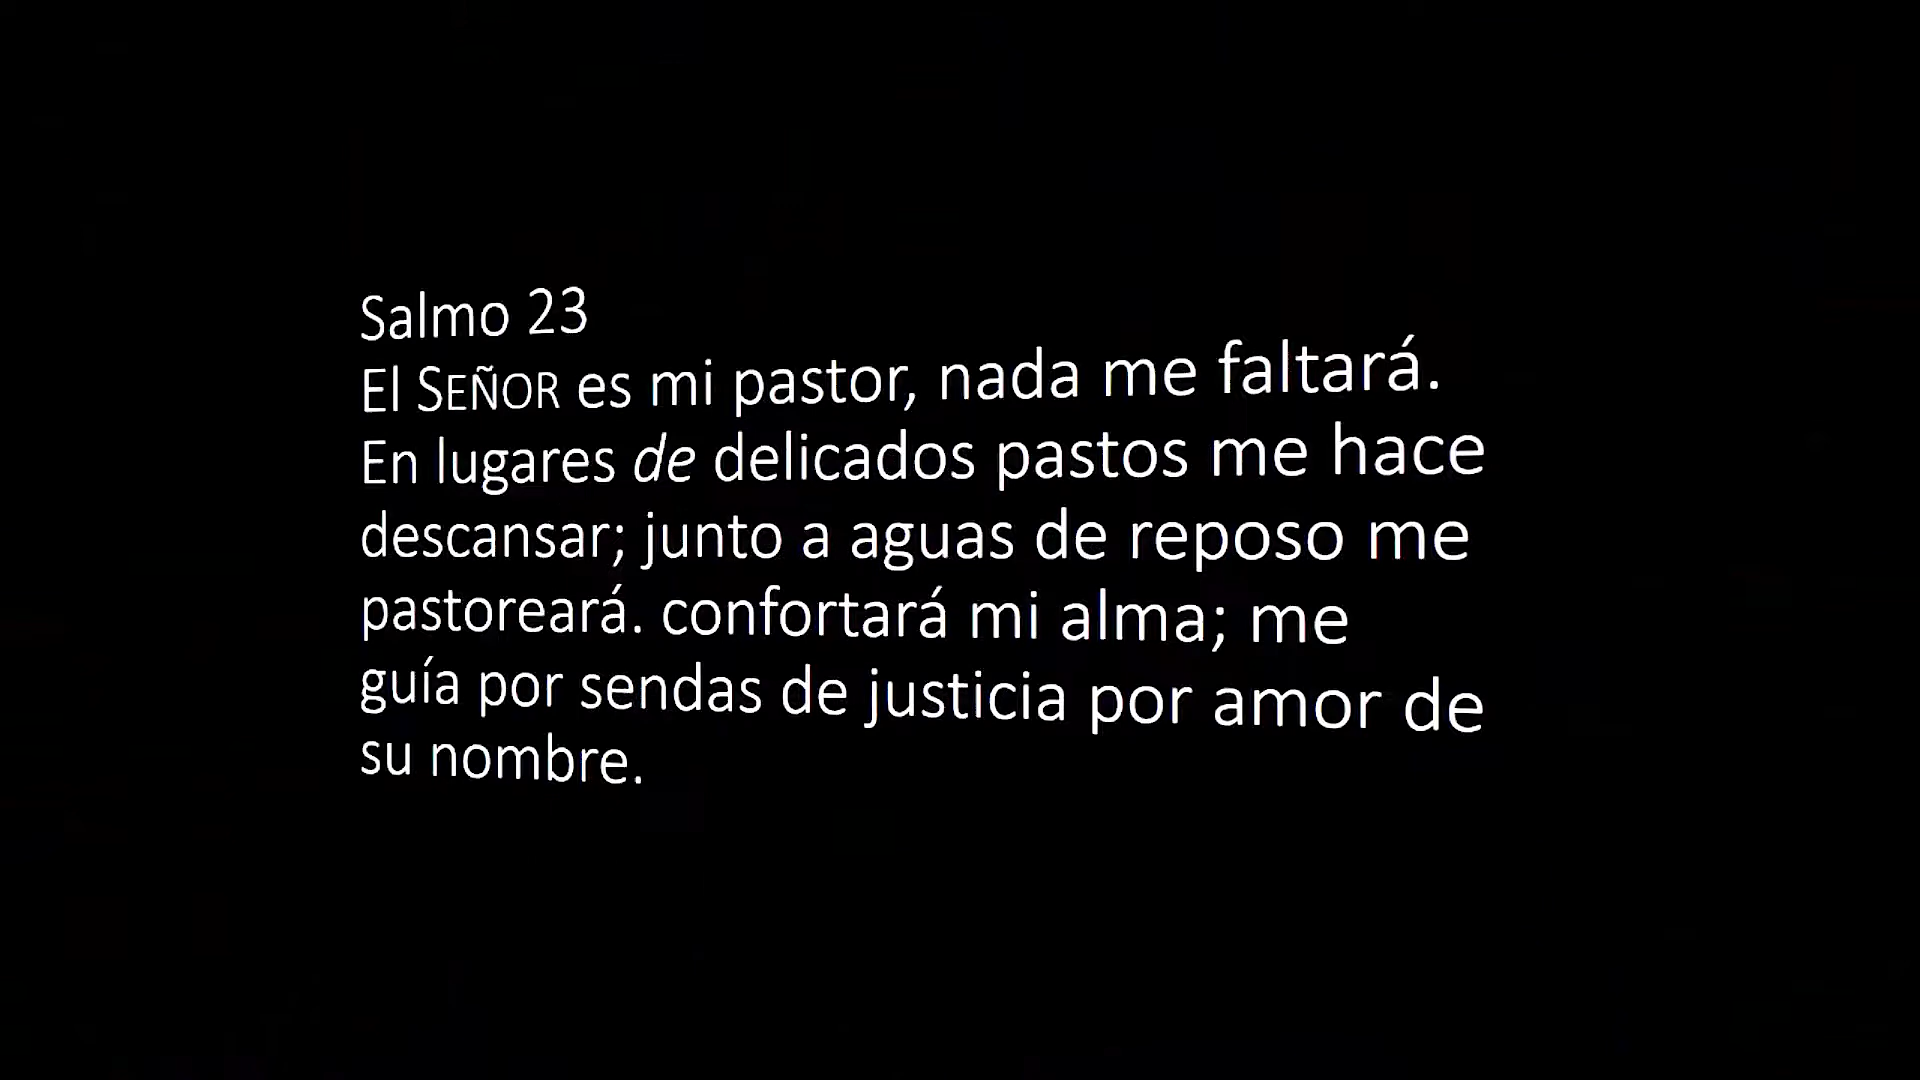 Salmo 23
El SEÑOR es mi pastor, nada me faltará.
En lugares de delicados pastos me hace
descansar; junto a aguas de reposo me
pastoreará. confortará mi alma; me
guía por sendas de justicia por amor de
su nombre.